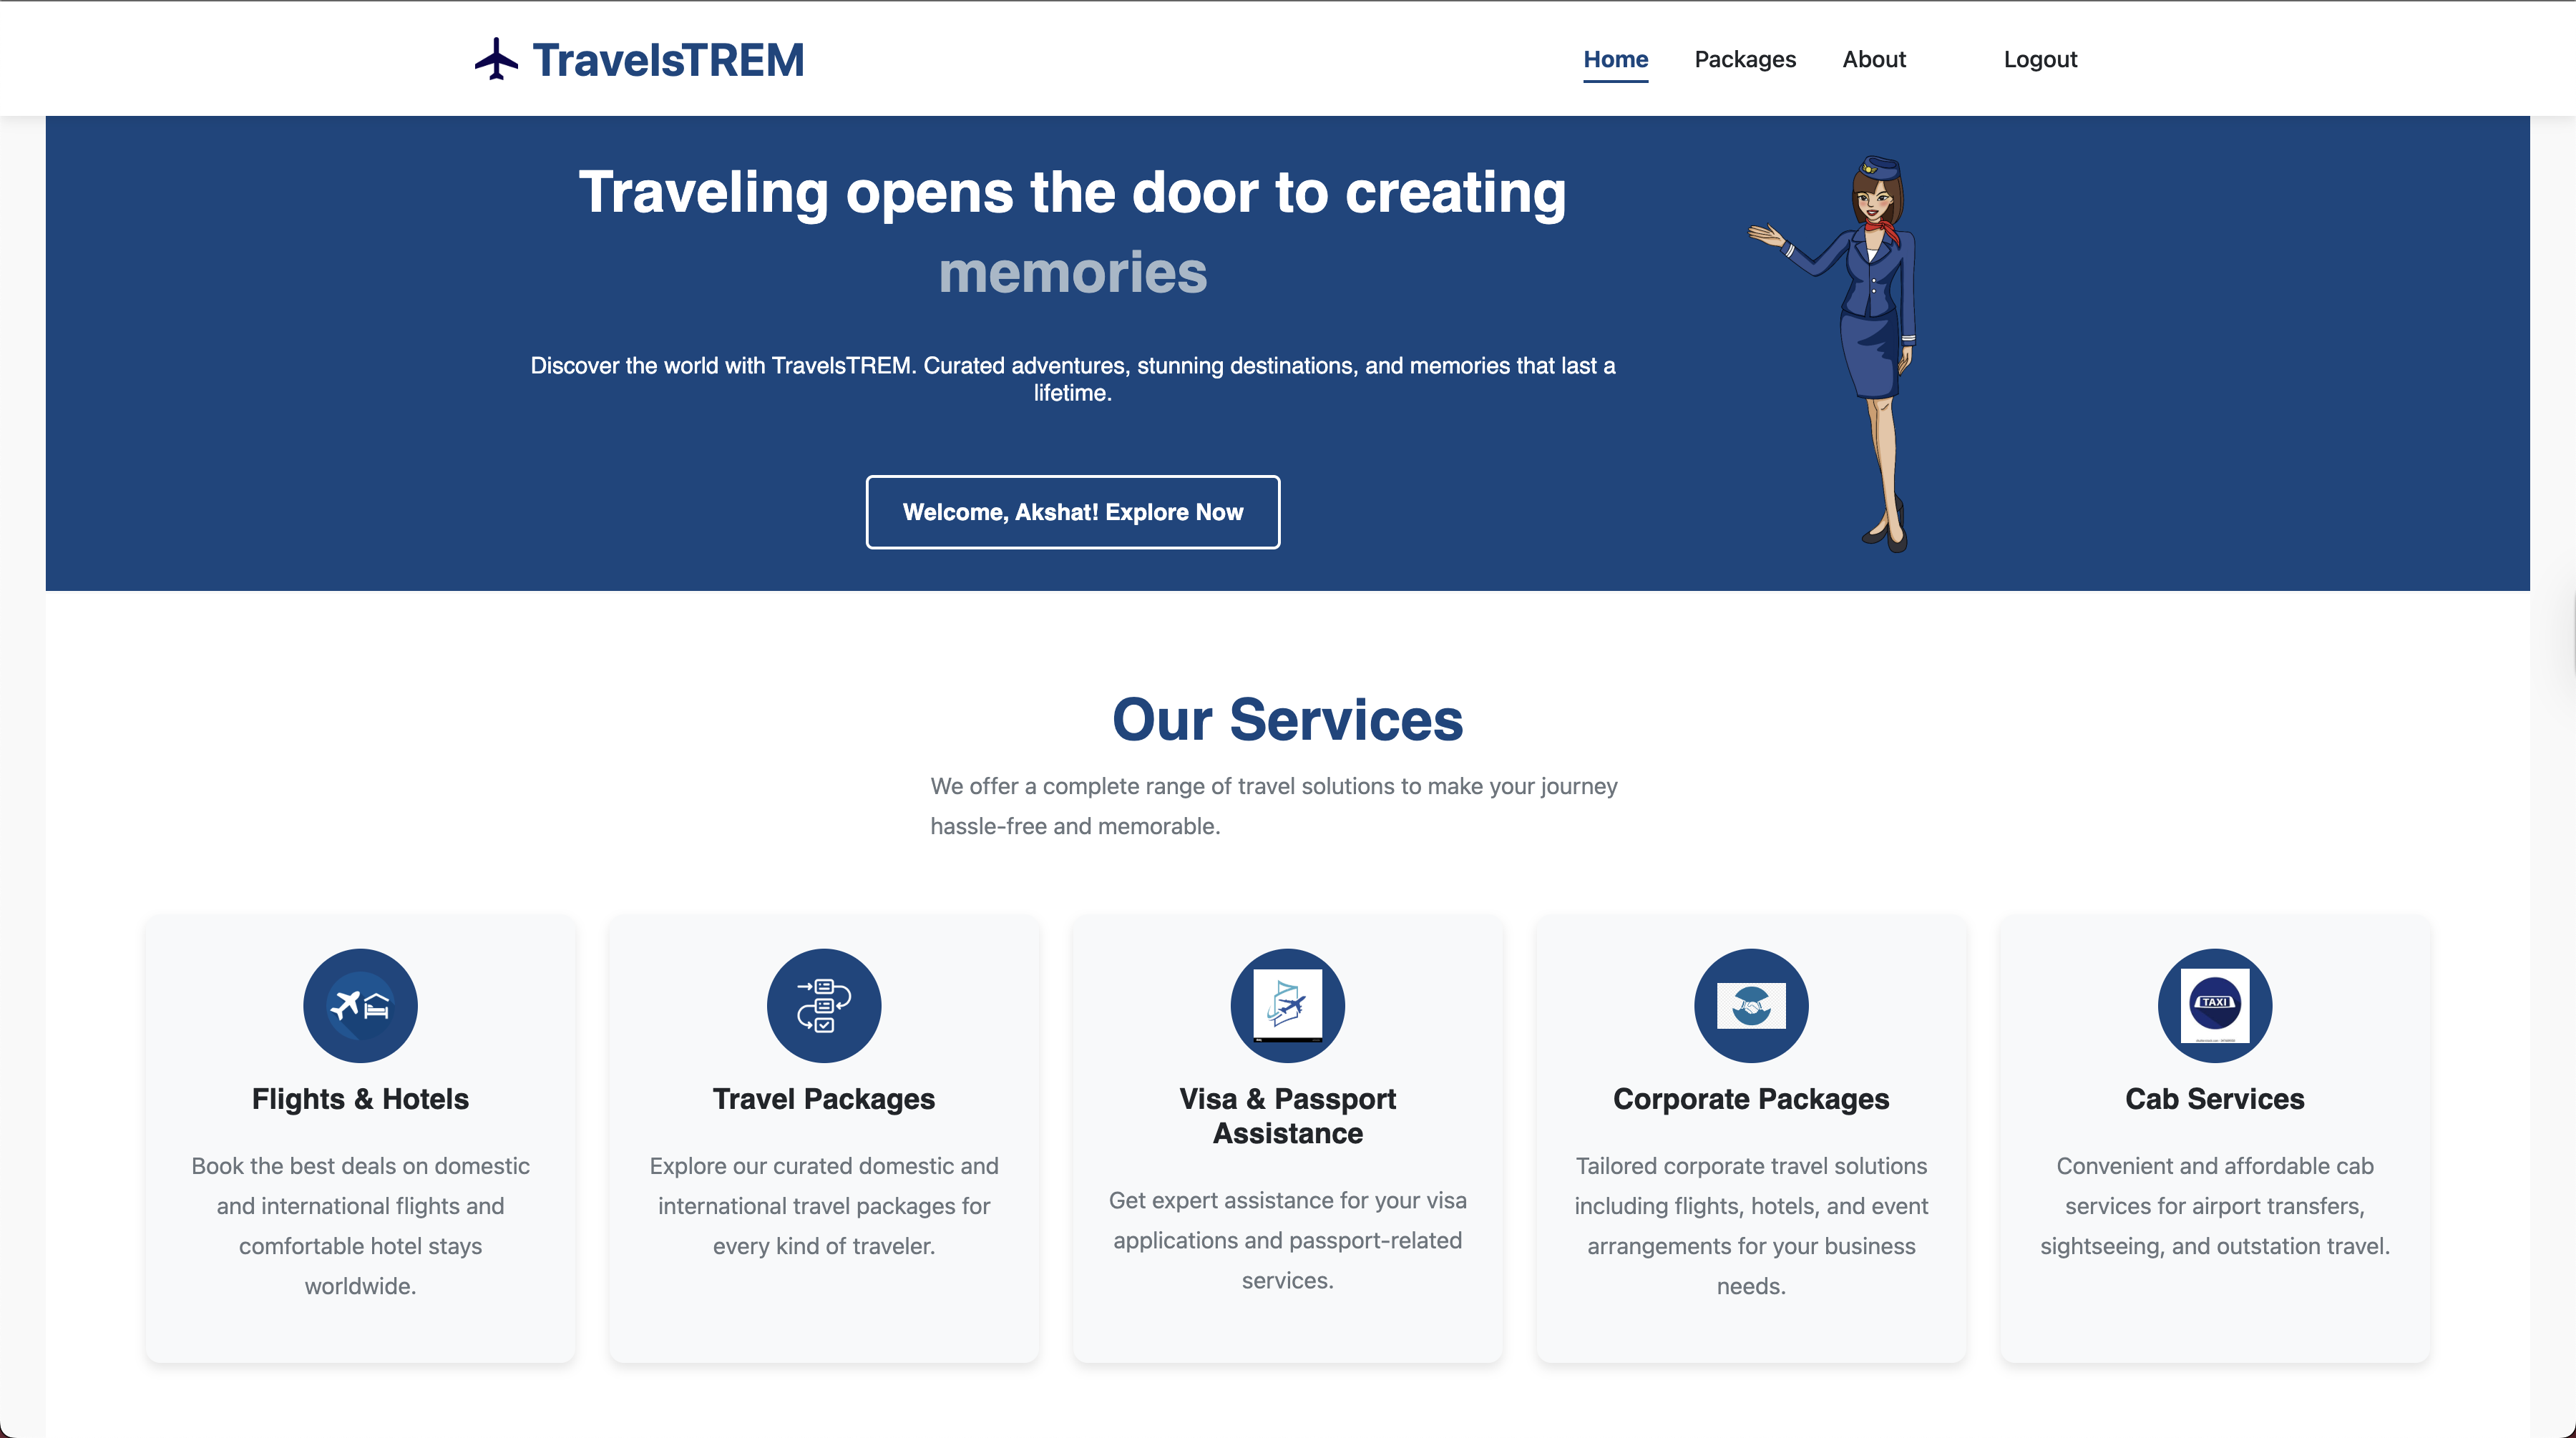 TravelsTREM
Home Packages About Logout
Traveling opens the door to creating
memories
Discover the world with TravelsTREM. Curated adventures, stunning destinations, and memories that last a
lifetime.
Welcome, Akshat! Explore Now
Our Services
We offer a complete range of travel solutions to make your journey
hassle-free and memorable.
Flights & Hotels
Book the best deals on domestic
and international flights and
comfortable hotel stays
worldwide.
Travel Packages
Explore our curated domestic and
international travel packages for
every kind of traveler.
Visa & Passport
Assistance
Get expert assistance for your visa
applications and passport-related
services.
Corporate Packages
Tailored corporate travel solutions
including flights, hotels, and event
arrangements for your business
needs.
TAXI
Cab Services
Convenient and affordable cab
services for airport transfers,
sightseeing, and outstation travel.